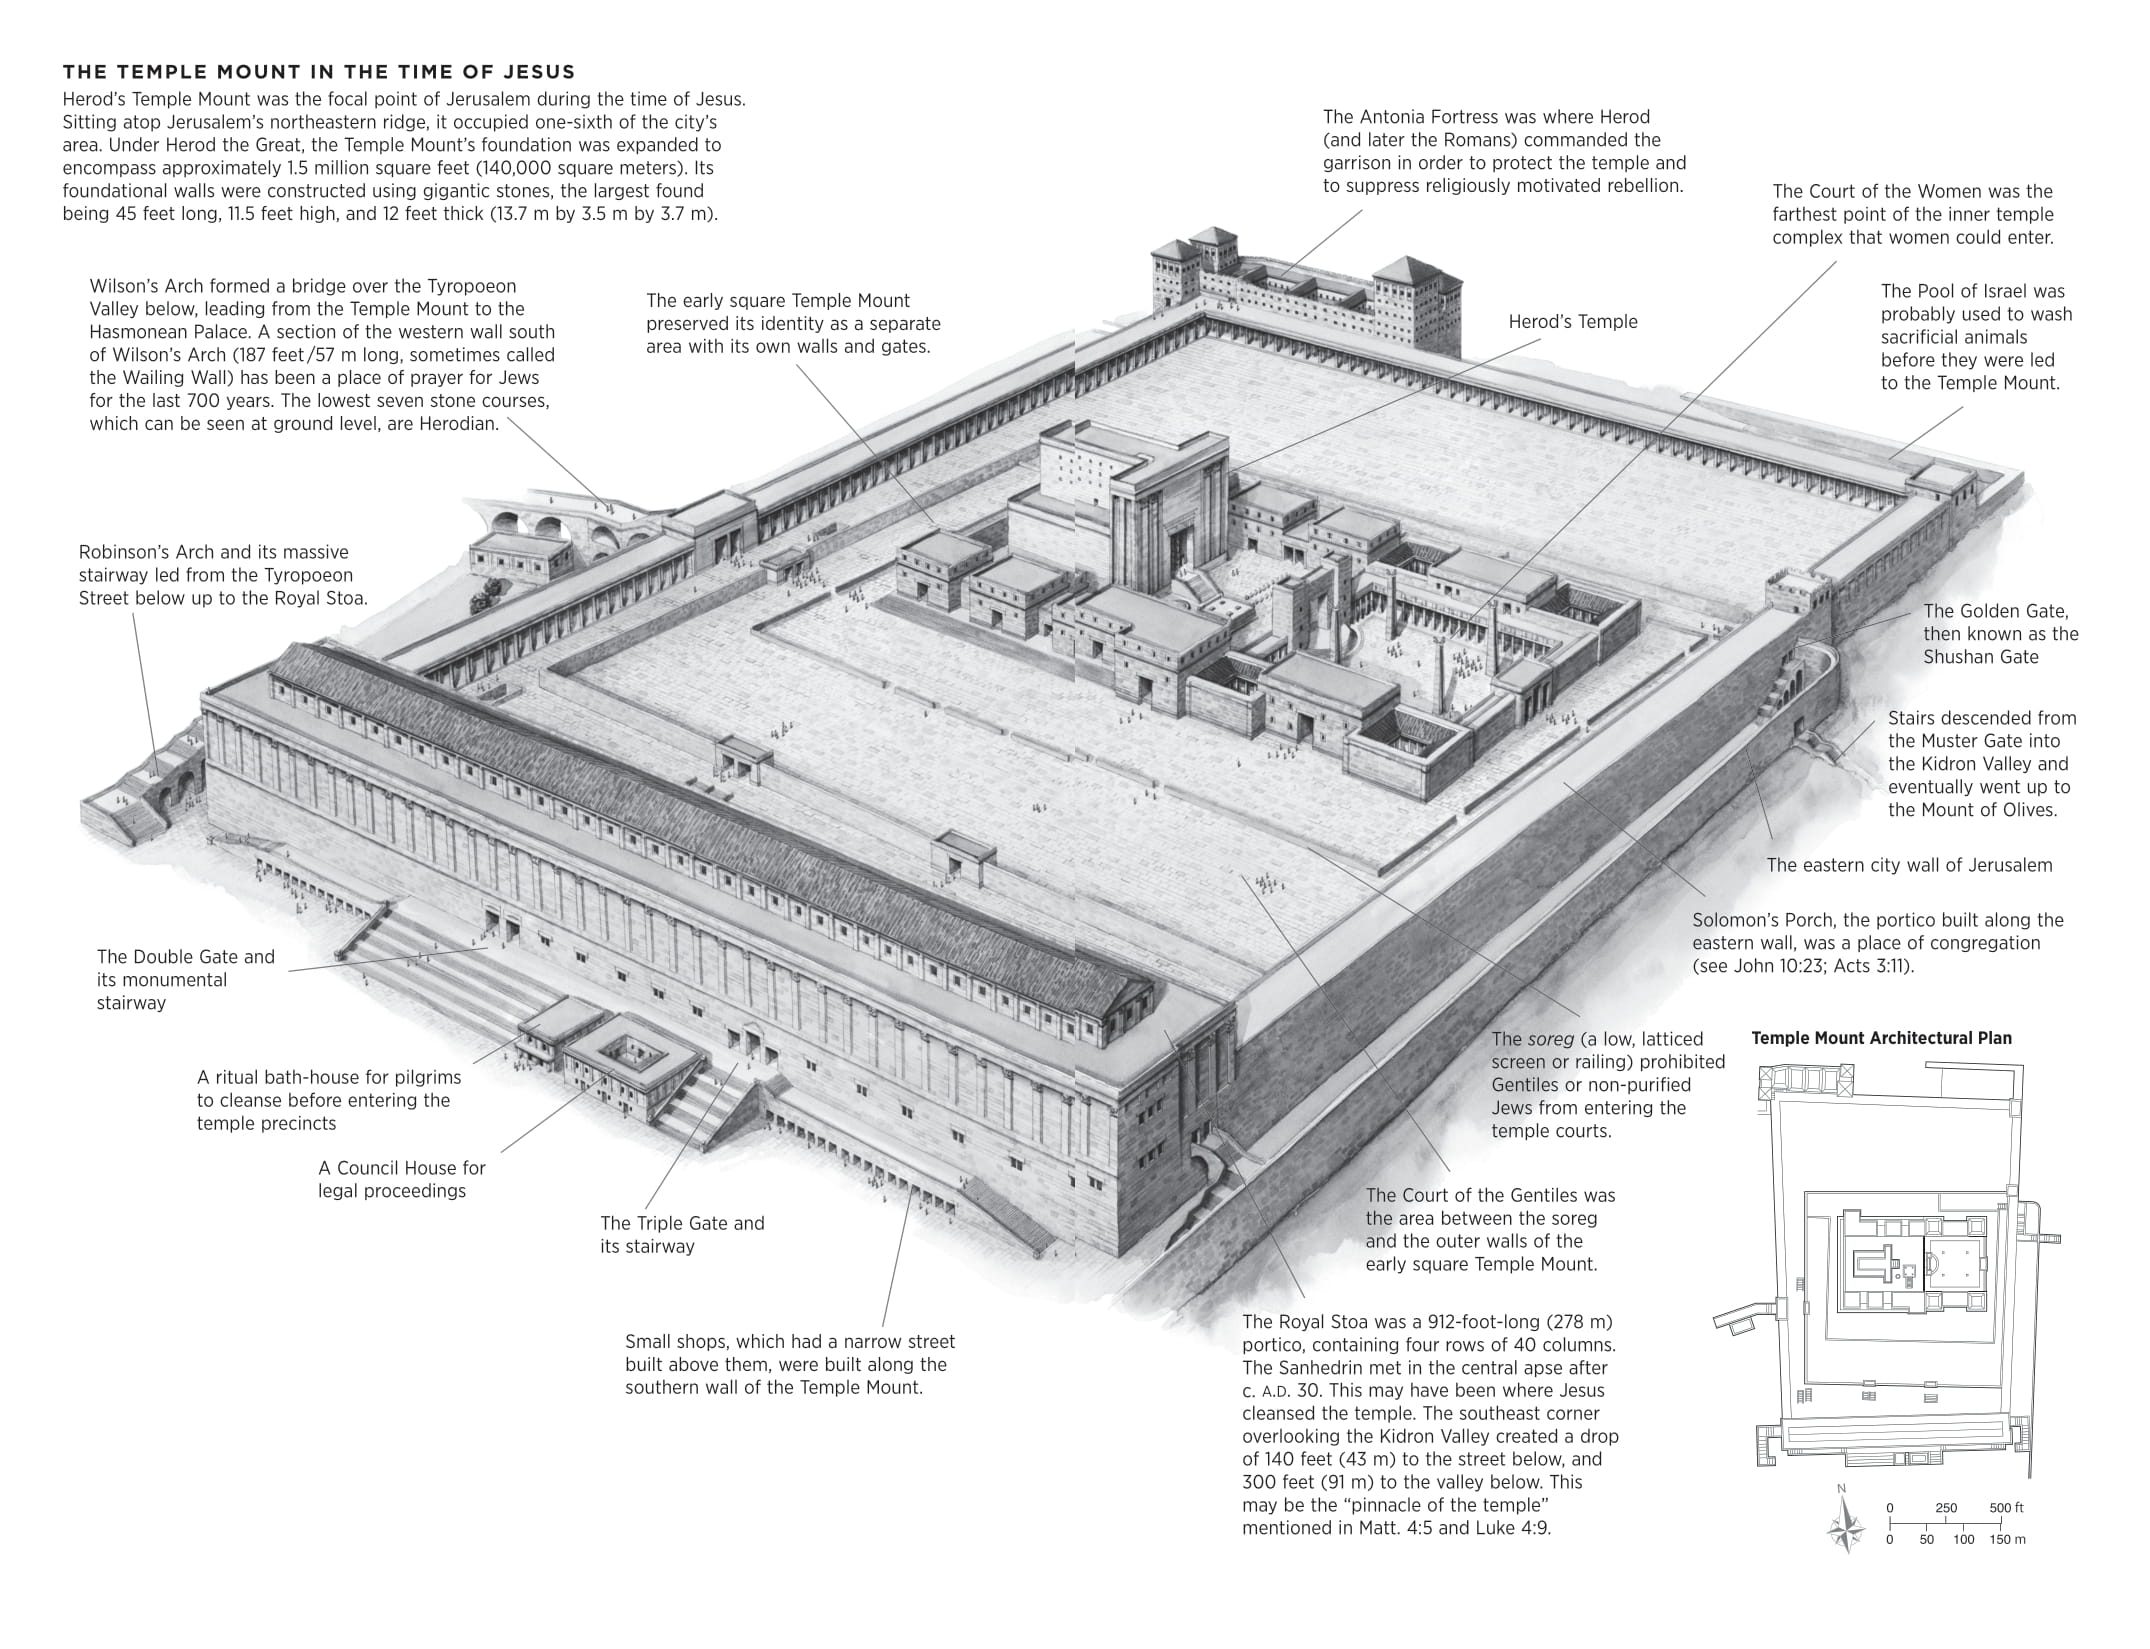 THE TEMPLE MOUNT IN THE TIME OF JESUS
Herod’s Temple Mount was the focal point of Jerusalem during the time of Jesus.
Sitting atop Jerusalem’s northeastern ridge, it occupied one-sixth of the city’s
area. Under Herod the Great, the Temple Mount’s foundation was expanded to
encompass approximately 1.5 million square feet (140,000 square meters). Its
foundational walls were constructed using gigantic stones, the largest found
being 45 feet long, 11.5 feet high, and 12 feet thick (13.7 m by 3.5 m by 3.7 m).
The Antonia Fortress was where Herod
(and later the Romans) commanded the
garrison in order to protect the temple and
to suppress religiously motivated rebellion.
The Court of the Women was the
farthest point of the inner temple
complex that women could enter.
Wilson’s Arch formed a bridge over the Tyropoeon
Valley below, leading from the Temple Mount to the
Hasmonean Palace. A section of the western wall south
of Wilson’s Arch (187 feet/57 m long, sometimes called
the Wailing Wall) has been a place of prayer for Jews
for the last 700 years. The lowest seven stone courses,
which can be seen at ground level, are Herodian.
The early square Temple Mount
preserved its identity as a separate
area with its own walls and gates.
Herod’s Temple
The Pool of Israel was
probably used to wash
sacrificial animals
before they were led
to the Temple Mount.
Robinson’s Arch and its massive
stairway led from the Tyropoeon
Street below up to the Royal Stoa.
The Golden Gate,
then known as the
Shushan Gate
Stairs descended from
the Muster Gate into
the Kidron Valley and
eventually went up to
the Mount of Olives.
The eastern city wall of Jerusalem
Solomon’s Porch, the portico built along the
eastern wall, was a place of congregation
(see John 10:23; Acts 3:11).
The Double Gate and
its monumental
stairway
The soreg (a low, latticed
screen or railing) prohibited
Gentiles or non-purified
Jews from entering the
temple courts.
Temple Mount Architectural Plan
A ritual bath-house for pilgrims
to cleanse before entering the
temple precincts
A Council House for
legal proceedings
The Triple Gate and
its stairway
The Court of the Gentiles was
the area between the soreg
and the outer walls of the
early square Temple Mount.
Small shops, which had a narrow street
built above them, were built along the
southern wall of the Temple Mount.
The Royal Stoa was a 912-foot-long (278 m)
portico, containing four rows of 40 columns.
The Sanhedrin met in the central apse after
c. A.D. 30. This may have been where Jesus
cleansed the temple. The southeast corner
overlooking the Kidron Valley created a drop
of 140 feet (43 m) to the street below, and
300 feet (91 m) to the valley below. This
may be the “pinnacle of the temple”
mentioned in Matt. 4:5 and Luke 4:9.
N
0 250 500 ft
0 50 100 150 m